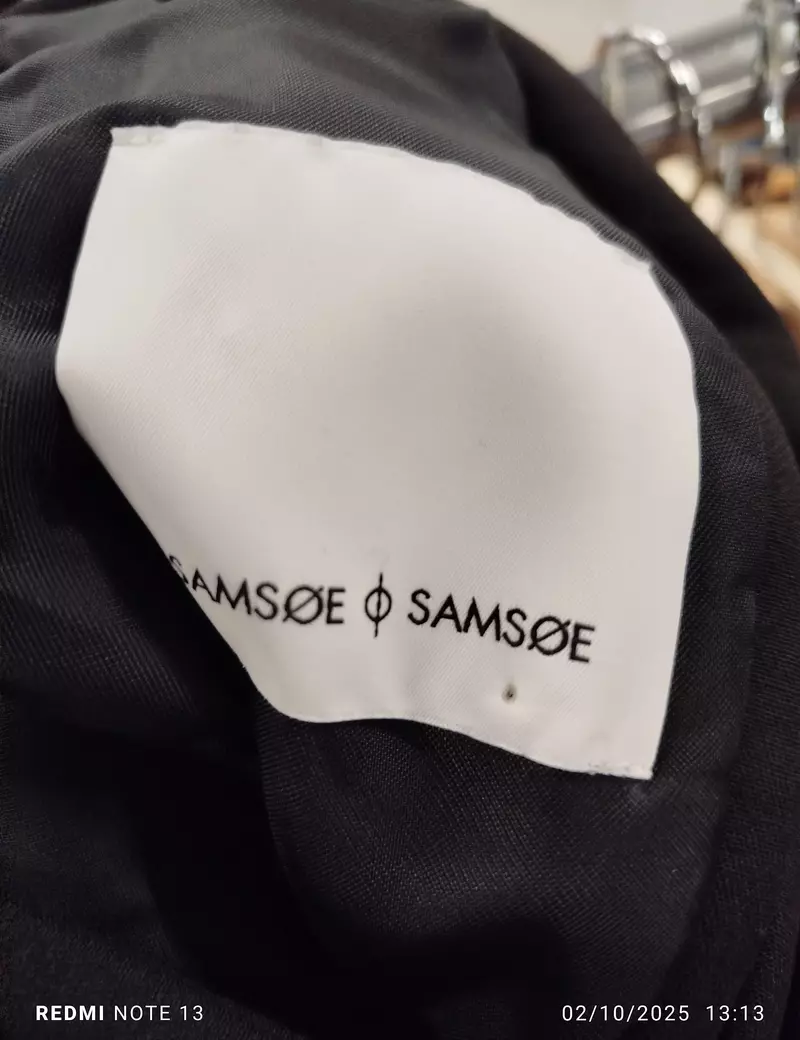 SAMSØE ϕ SAMSØE
REDMI NOTE 13
02/10/2025 13:13